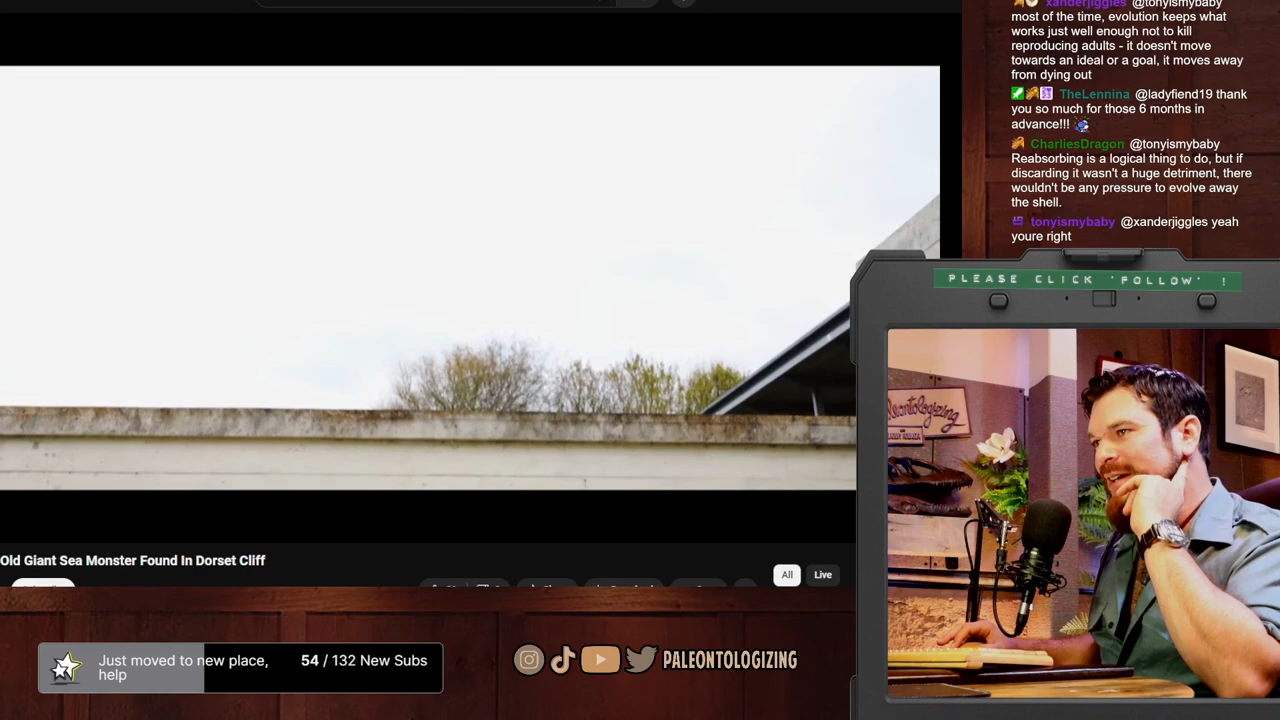 xanderjiggles @tonyismybaby
most of the time, evolution keeps what
works just well enough not to kill
reproducing adults - it doesn't move
towards an ideal or a goal, it moves away
from dying out
TheLennina @ladyfiend19 thank
you so much for those 6 months in
advance!!!
CharliesDragon @tonyismybaby
Reabsorbing is a logical thing to do, but if
discarding it wasn't a huge detriment, there
wouldn't be any pressure to evolve away
the shell.
tonyismybaby @xanderjiggles yeah
youre right
PLEASE CLICK 'FOLLOW' !
Old Giant Sea Monster Found In Dorset Cliff
All Live
Just moved to new place,
help
54 / 132 New Subs
PALEONTOLOGIZING